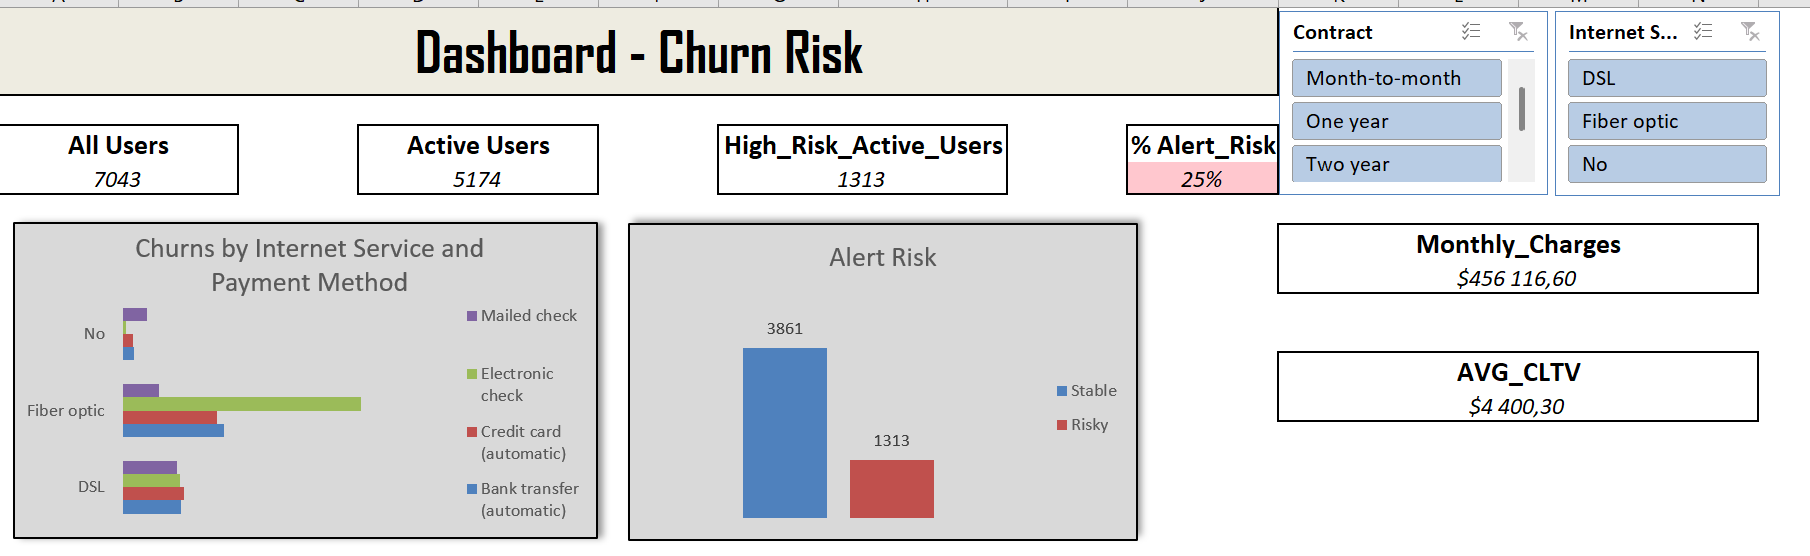 Dashboard - Churn Risk
Contract
Month-to-month
One year
Two year
Internet S...
DSL
Fiber optic
No
All Users
7043
Active Users
5174
High_Risk_Active_Users
1313
% Alert_Risk
25%
Churns by Internet Service and
Payment Method
No
Fiber optic
DSL
Mailed check
Electronic
check
Credit card
(automatic)
Bank transfer
(automatic)
Alert Risk
3861
1313
Stable
Risky
Monthly_Charges
$456 116,60
AVG_CLTV
$4 400,30